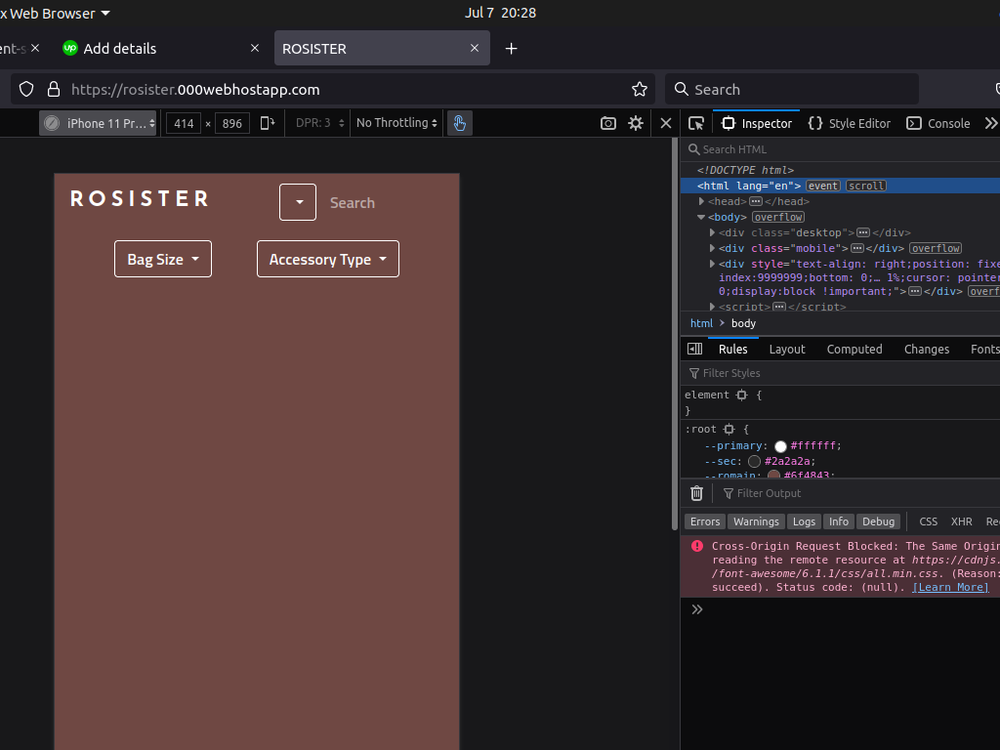 x Web Browser
Jul 7 20:28
ent-s
up
Add details
ROSISTER
https://rosister.000webhostapp.com
Search
iPhone 11 Pr...
414 × 896
DPR: 3
No Throttling
Inspector
Style Editor
Console
Search HTML
<!DOCTYPE html>
<html lang="en"> event scroll
<head> ... </head>
<body> overflow
<div class="desktop"> ... </div>
<div class="mobile"> ... </div> overflow
<div style="text-align: right;position: fixe
index:9999999;bottom: 0;… 1%;cursor: pointer
0;display:block !important;"> ... </div> overf
<script> ... </script>
html > body
Rules
Layout
Computed
Changes
Fonts
Filter Styles
element {
}
:root {
--primary: #ffffff;
--sec: #2a2a2a;
--romain: #6f4843;
Filter Output
Errors
Warnings
Logs
Info
Debug
CSS
XHR
Re
Cross-Origin Request Blocked: The Same Origin
reading the remote resource at https://cdnjs.
/font-awesome/6.1.1/css/all.min.css. (Reason:
succeed). Status code: (null). [Learn More]
ROSISTER
Search
Bag Size
Accessory Type